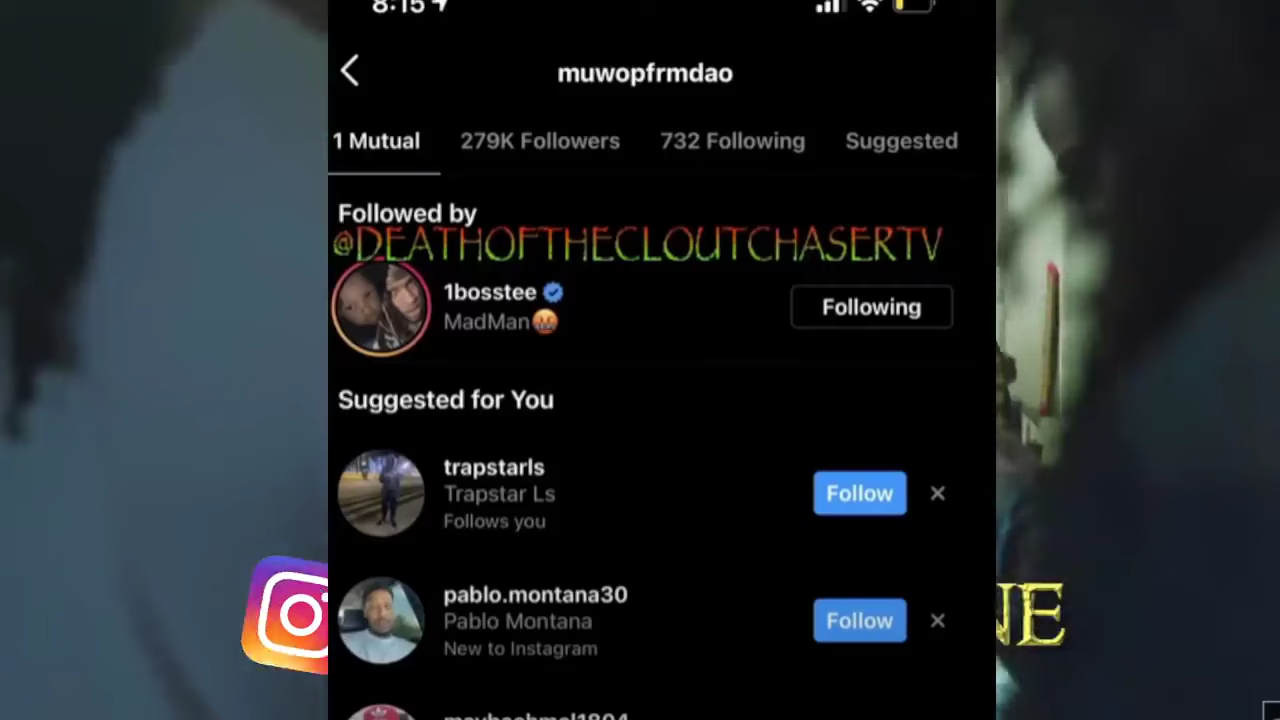 8:15
muwopfrmdao
1 Mutual 279K Followers 732 Following Suggested
Followed by
@DEATHOFTHECLOUTCHASERTV
1bosstee
MadMan🤬
Following
Suggested for You
trapstarls
Trapstar Ls
Follows you
Follow
pablo.montana30
Pablo Montana
New to Instagram
Follow
NE